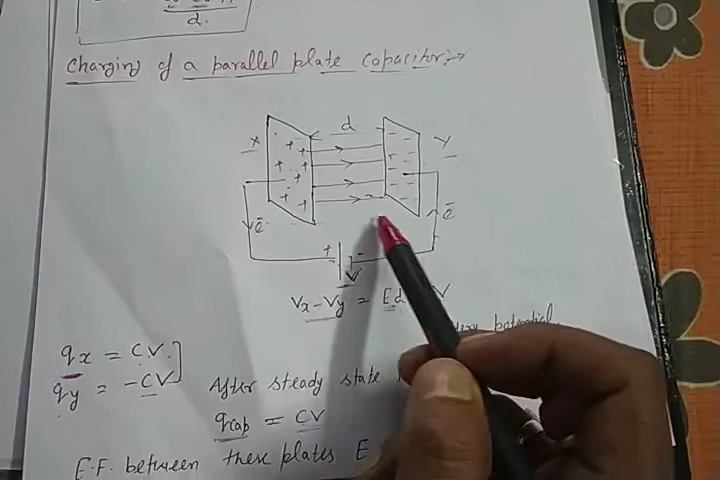 d.
Charging of a parallel plate capacitor:→
d
X
Y
ē
ē
+ -
V
Vx - Vy = Ed V
qx = CV.
qy = -CV
potential
After steady state
qcap = CV
E.F. between these plates E